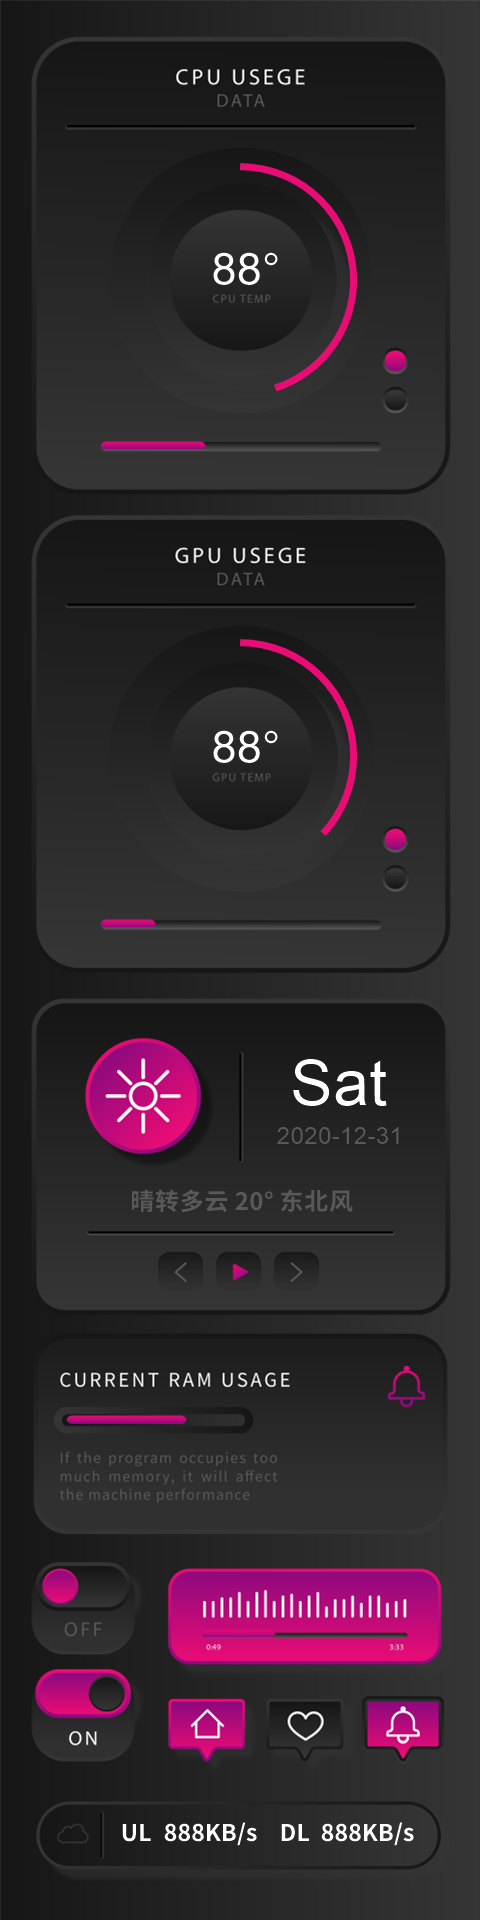 CPU USEGE
DATA
88°
CPU TEMP
GPU USEGE
DATA
88°
GPU TEMP
Sat
2020-12-31
晴转多云 20° 东北风
CURRENT RAM USAGE
If the program occupies too
much memory, it will affect
the machine performance
OFF
0:49 3:33
ON
UL 888KB/s DL 888KB/s